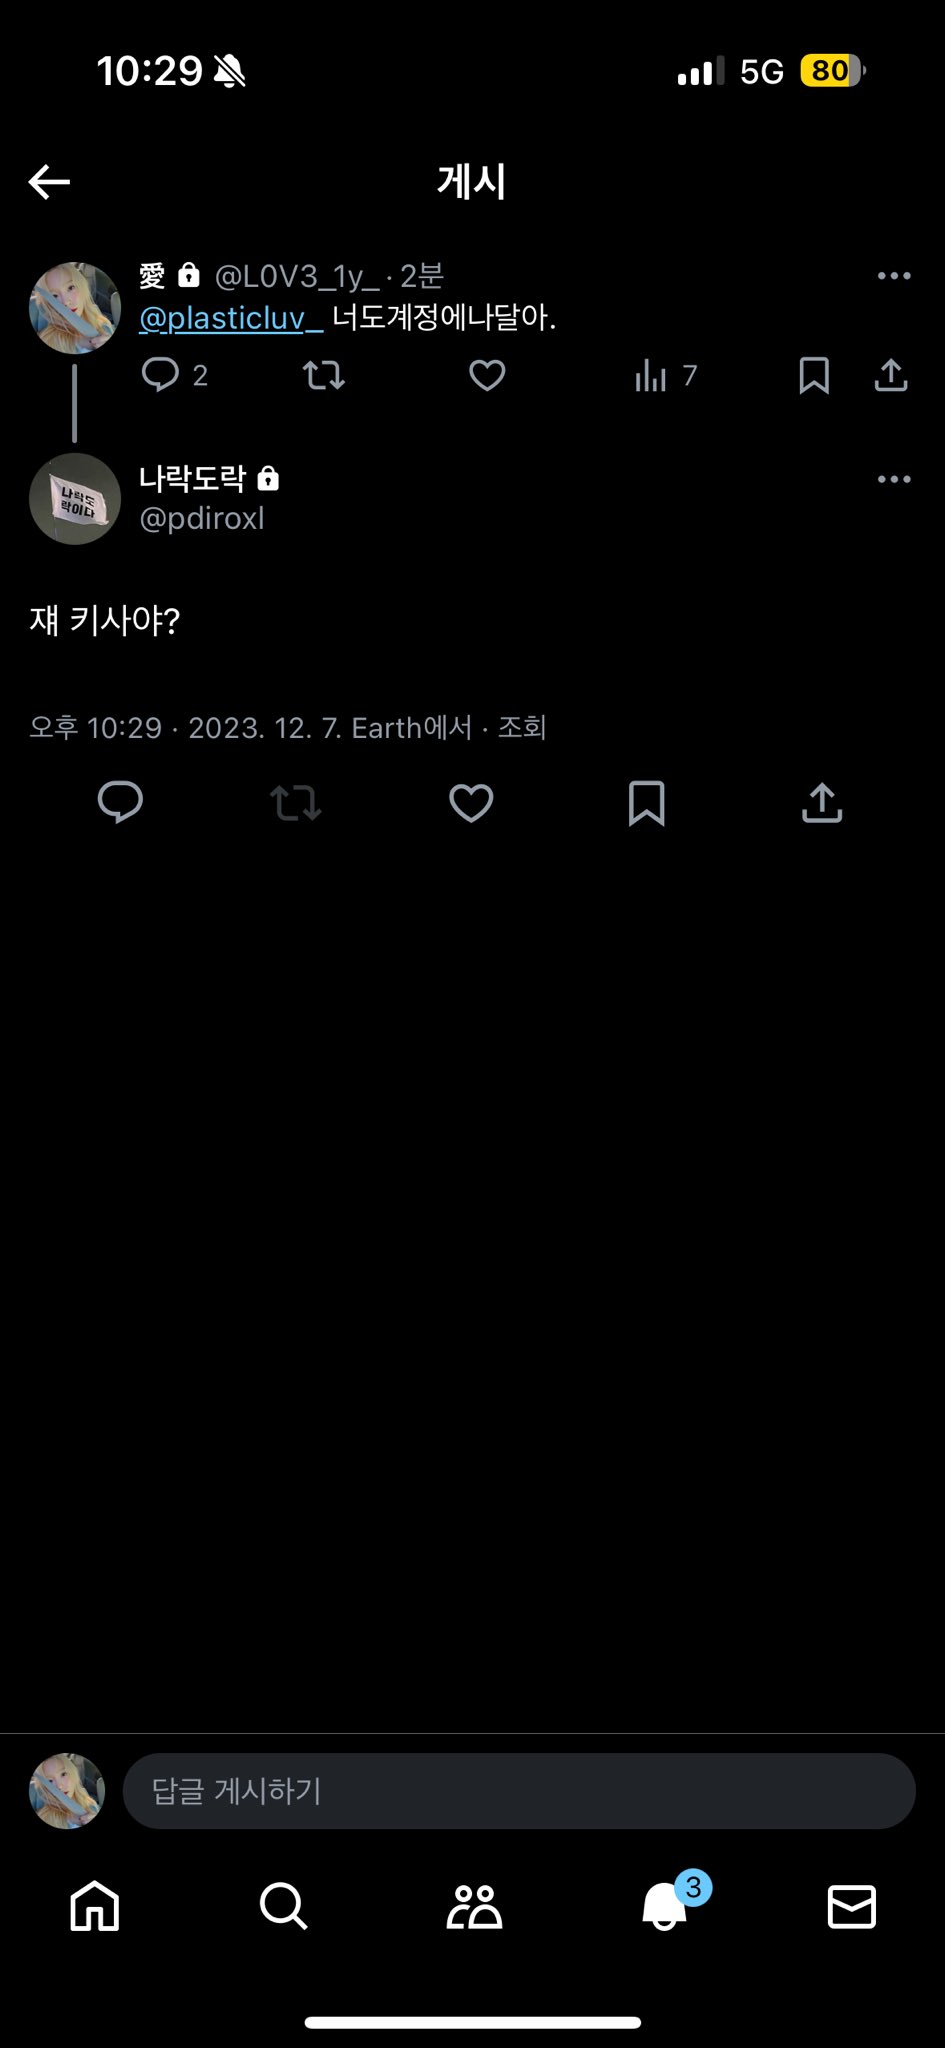 10:29
5G 80
게시
愛 @L0V3_1y_ · 2분
@plasticluv_ 너도계정에나달아.
2
7
나락도락
@pdiroxl
나락도
락이다
쟤 키사야?
오후 10:29 · 2023. 12. 7. Earth에서 · 조회
답글 게시하기
3